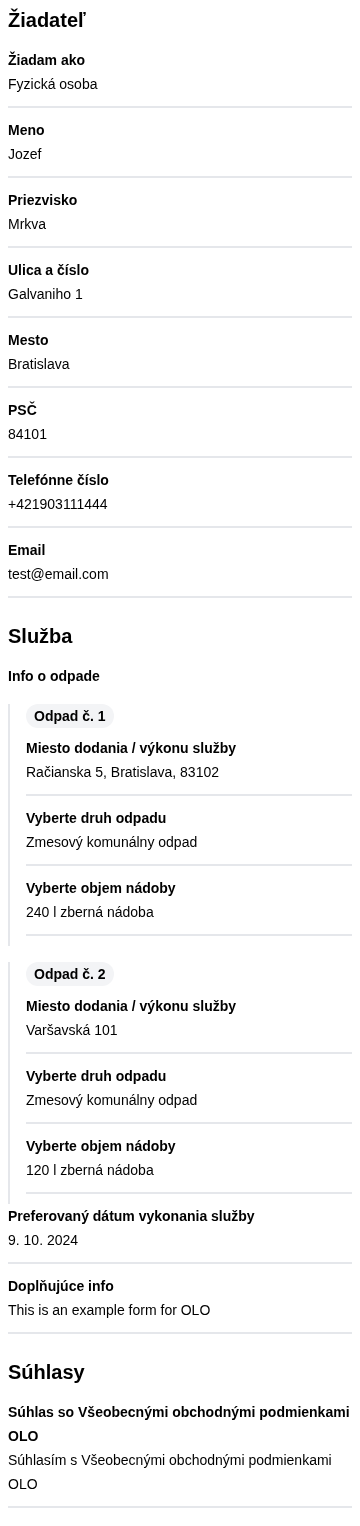 Žiadateľ
Žiadam ako
Fyzická osoba
Meno
Jozef
Priezvisko
Mrkva
Ulica a číslo
Galvaniho 1
Mesto
Bratislava
PSČ
84101
Telefónne číslo
+421903111444
Email
test@email.com
Služba
Info o odpade
Odpad č. 1
Miesto dodania / výkonu služby
Račianska 5, Bratislava, 83102
Vyberte druh odpadu
Zmesový komunálny odpad
Vyberte objem nádoby
240 l zberná nádoba
Odpad č. 2
Miesto dodania / výkonu služby
Varšavská 101
Vyberte druh odpadu
Zmesový komunálny odpad
Vyberte objem nádoby
120 l zberná nádoba
Preferovaný dátum vykonania služby
9. 10. 2024
Doplňujúce info
This is an example form for OLO
Súhlasy
Súhlas so Všeobecnými obchodnými podmienkami
OLO
Súhlasím s Všeobecnými obchodnými podmienkami
OLO